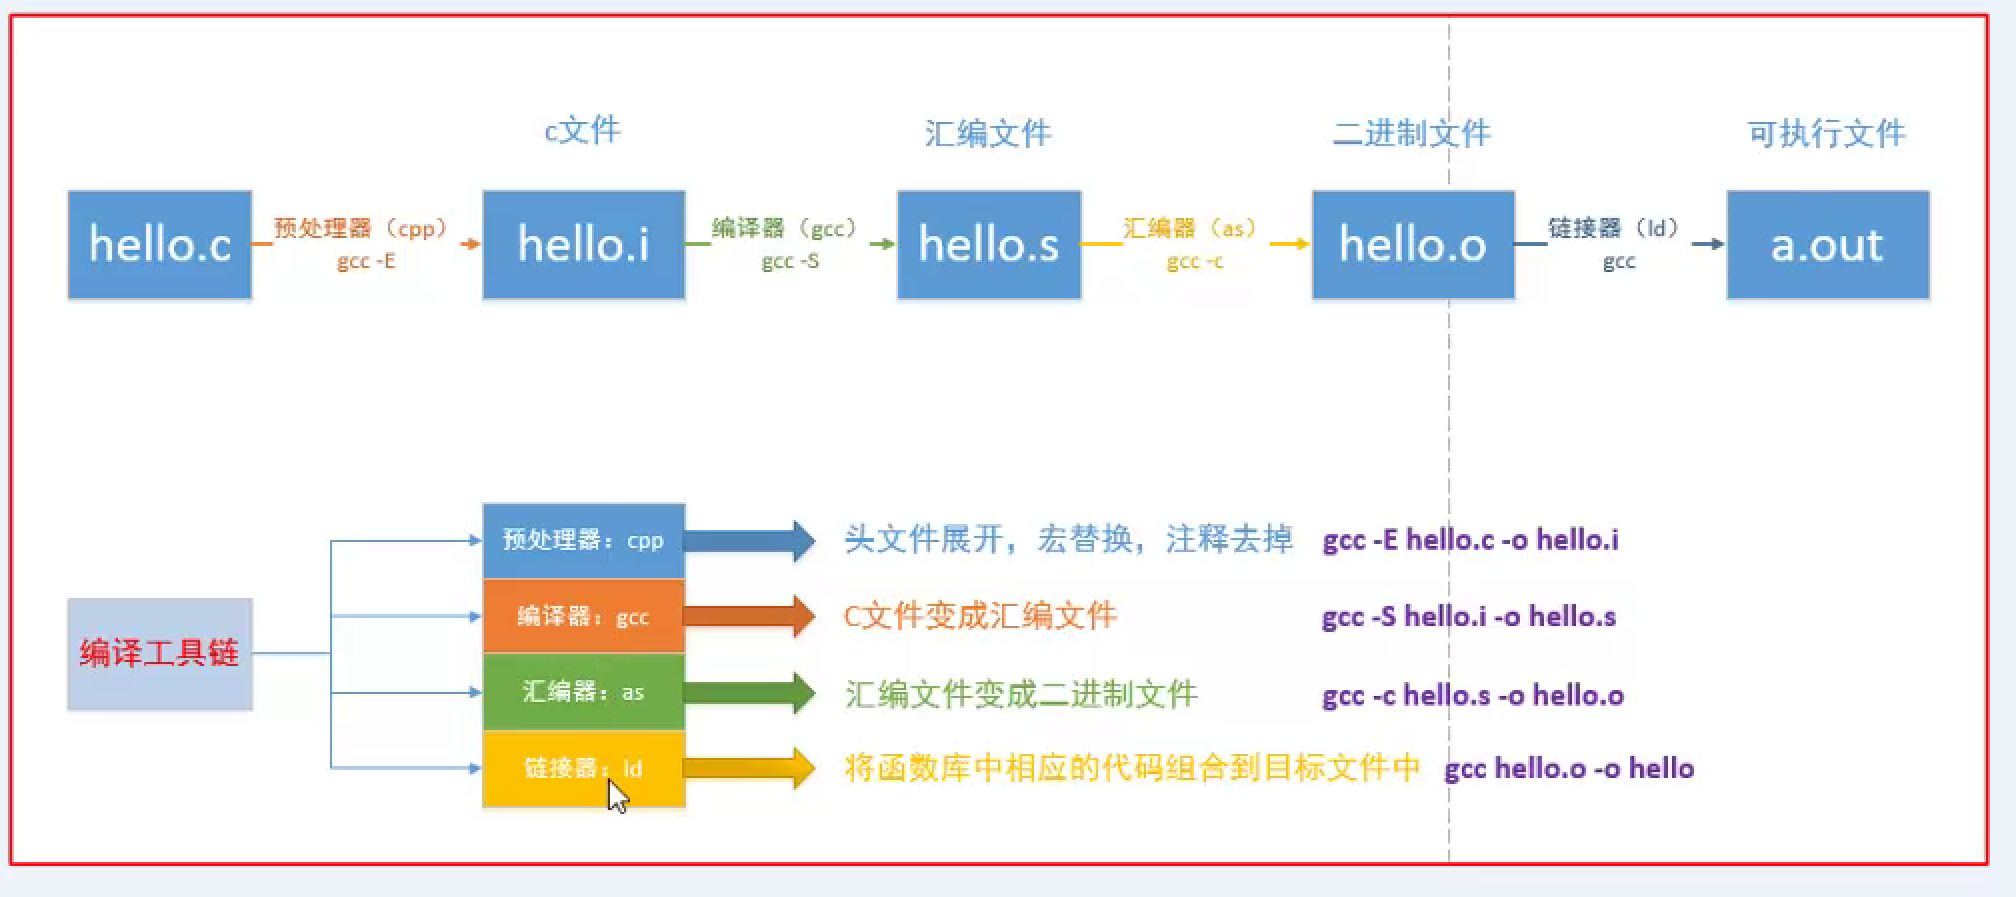 c文件
汇编文件
二进制文件
可执行文件
hello.c
预处理器（cpp）
gcc -E
hello.i
编译器（gcc）
gcc -S
hello.s
汇编器（as）
gcc -c
hello.o
链接器（ld）
gcc
a.out
编译工具链
预处理器：cpp
头文件展开，宏替换，注释去掉
gcc -E hello.c -o hello.i
编译器：gcc
C文件变成汇编文件
gcc -S hello.i -o hello.s
汇编器：as
汇编文件变成二进制文件
gcc -c hello.s -o hello.o
链接器：ld
将函数库中相应的代码组合到目标文件中
gcc hello.o -o hello